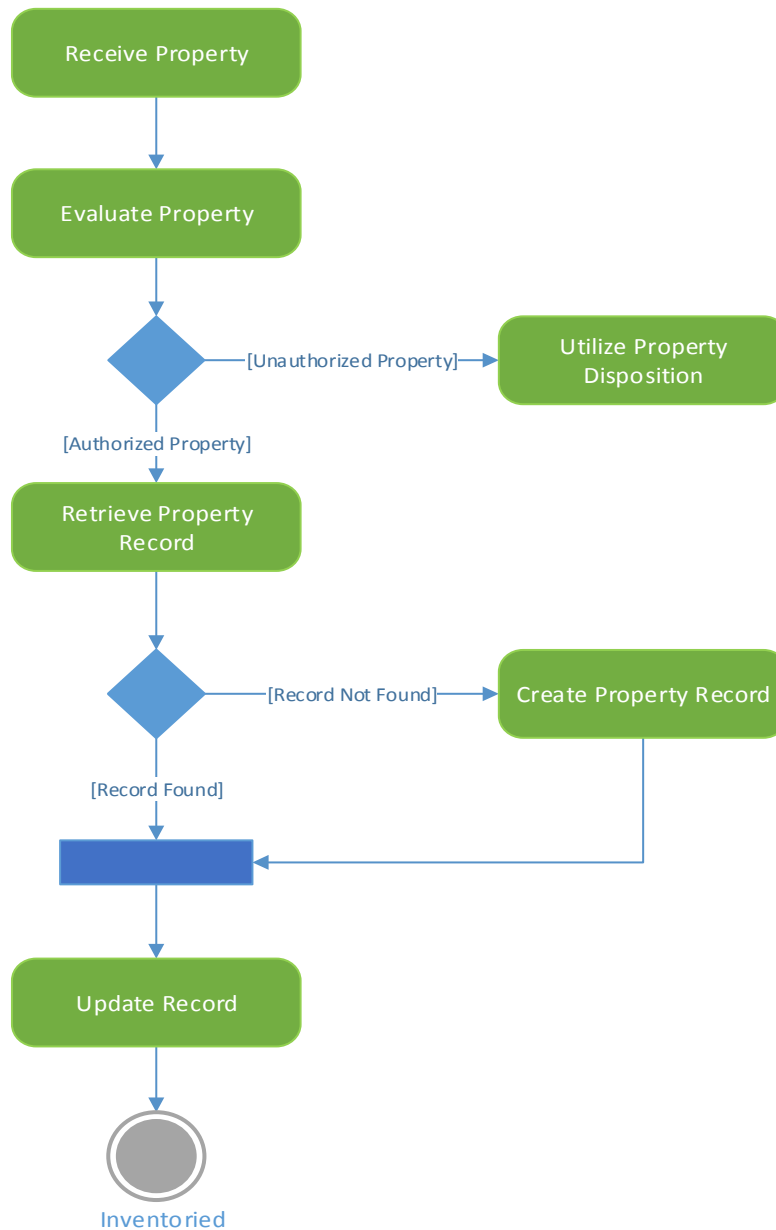 Receive Property
Evaluate Property
[Unauthorized Property]
Utilize Property
Disposition
[Authorized Property]
Retrieve Property
Record
[Record Not Found]
Create Property Record
[Record Found]
Update Record
Inventoried